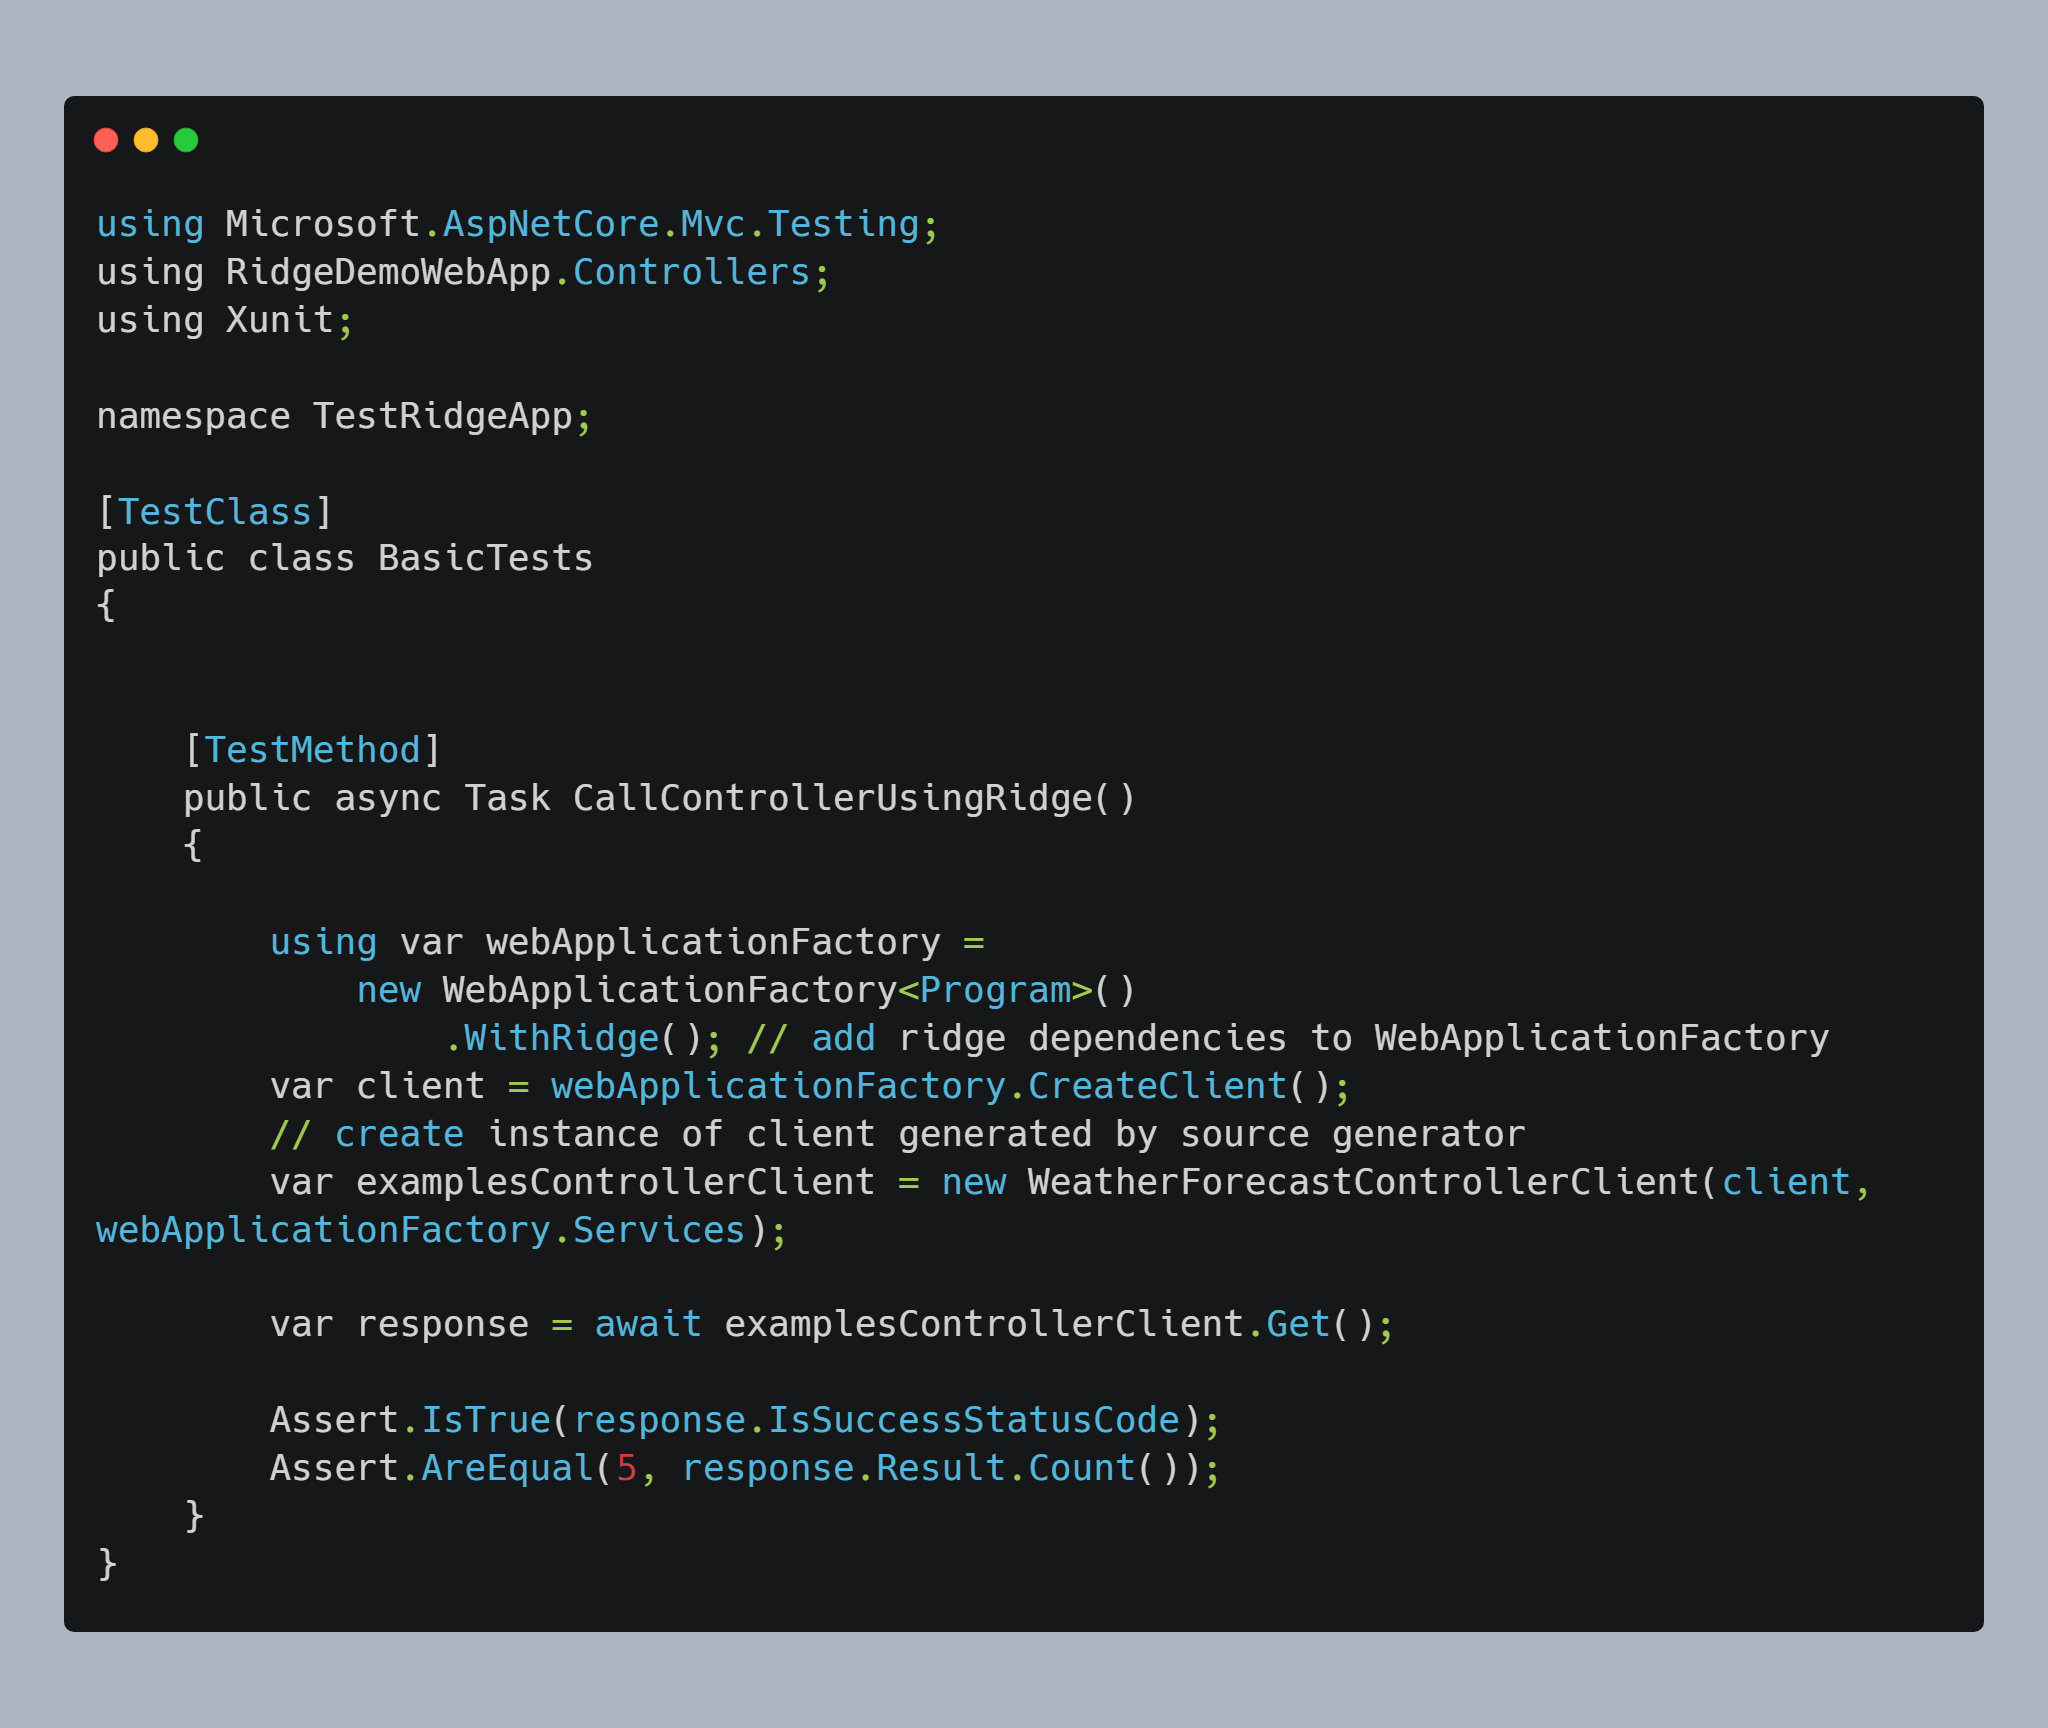 using Microsoft.AspNetCore.Mvc.Testing;
using RidgeDemoWebApp.Controllers;
using Xunit;
namespace TestRidgeApp;
[TestClass]
public class BasicTests
{
[TestMethod]
public async Task CallControllerUsingRidge()
{
using var webApplicationFactory =
new WebApplicationFactory<Program>()
.WithRidge(); // add ridge dependencies to WebApplicationFactory
var client = webApplicationFactory.CreateClient();
// create instance of client generated by source generator
var examplesControllerClient = new WeatherForecastControllerClient(client,
webApplicationFactory.Services);
var response = await examplesControllerClient.Get();
Assert.IsTrue(response.IsSuccessStatusCode);
Assert.AreEqual(5, response.Result.Count());
}
}